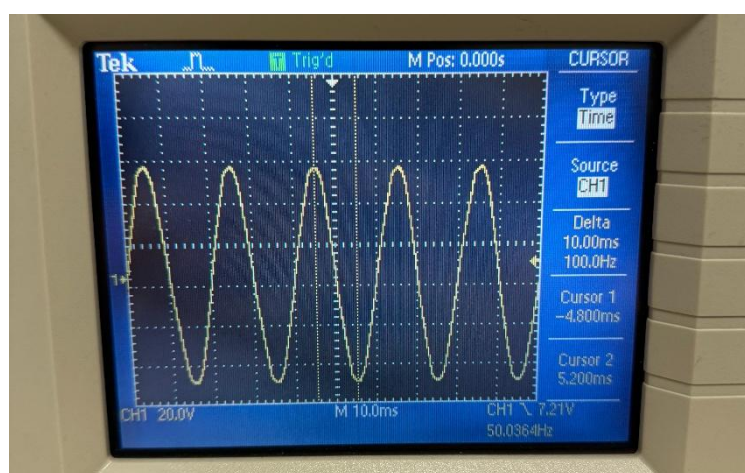 Tek Trig'd M Pos: 0.000s CURSOR
Type
Time
Source
CH1
Delta
10.00ms
100.0Hz
Cursor 1
-4.800ms
Cursor 2
5.200ms
1
CH1 20.0V M 10.0ms CH1 7.21V
50.0364Hz